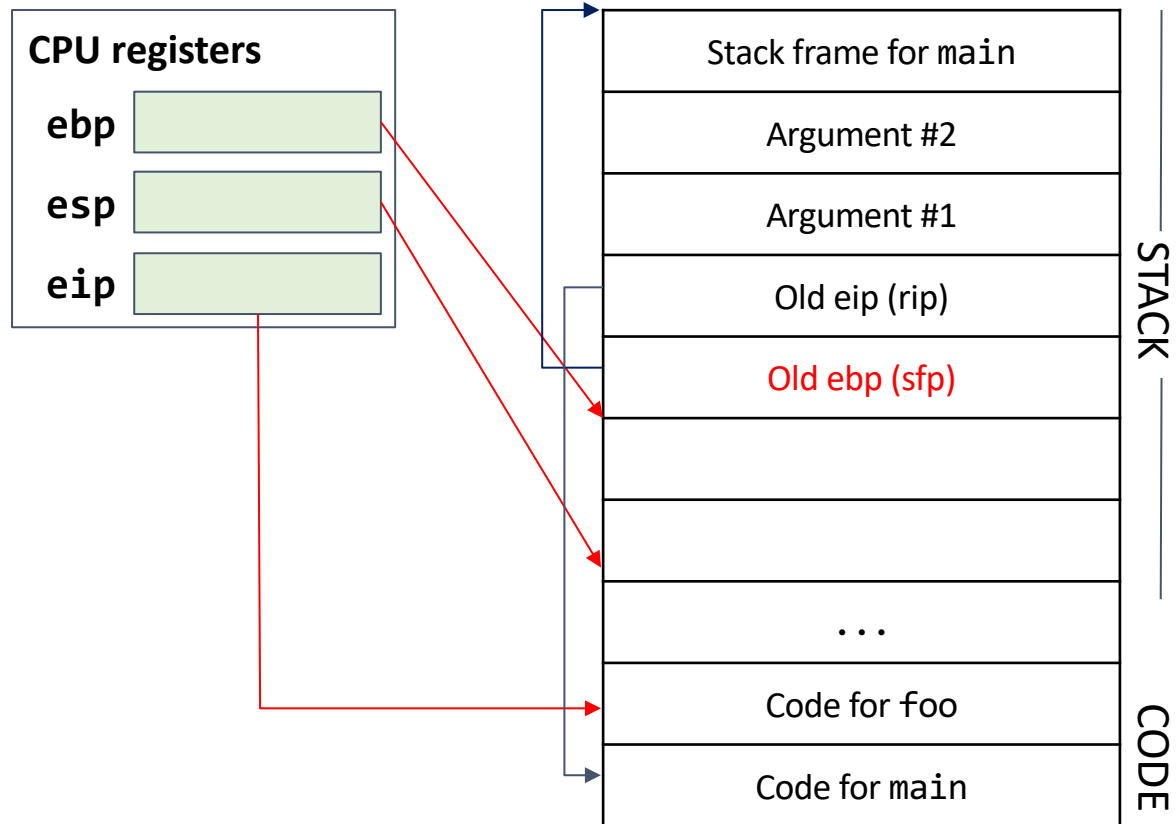 CPU registers
ebp
esp
eip
Stack frame for main
Argument #2
Argument #1
Old eip (rip)
Old ebp (sfp)
...
Code for foo
Code for main
STACK
CODE